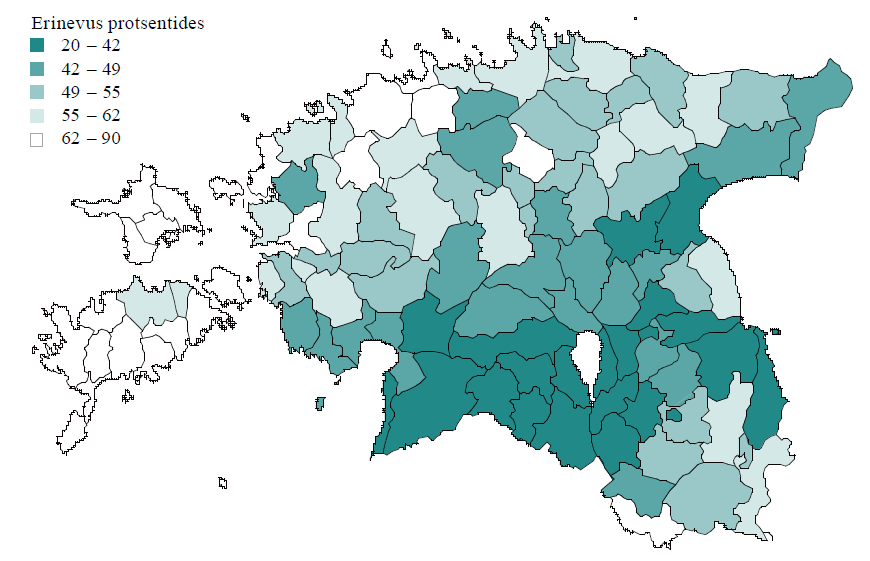 Erinevus protsentides
20 – 42
42 – 49
49 – 55
55 – 62
62 – 90